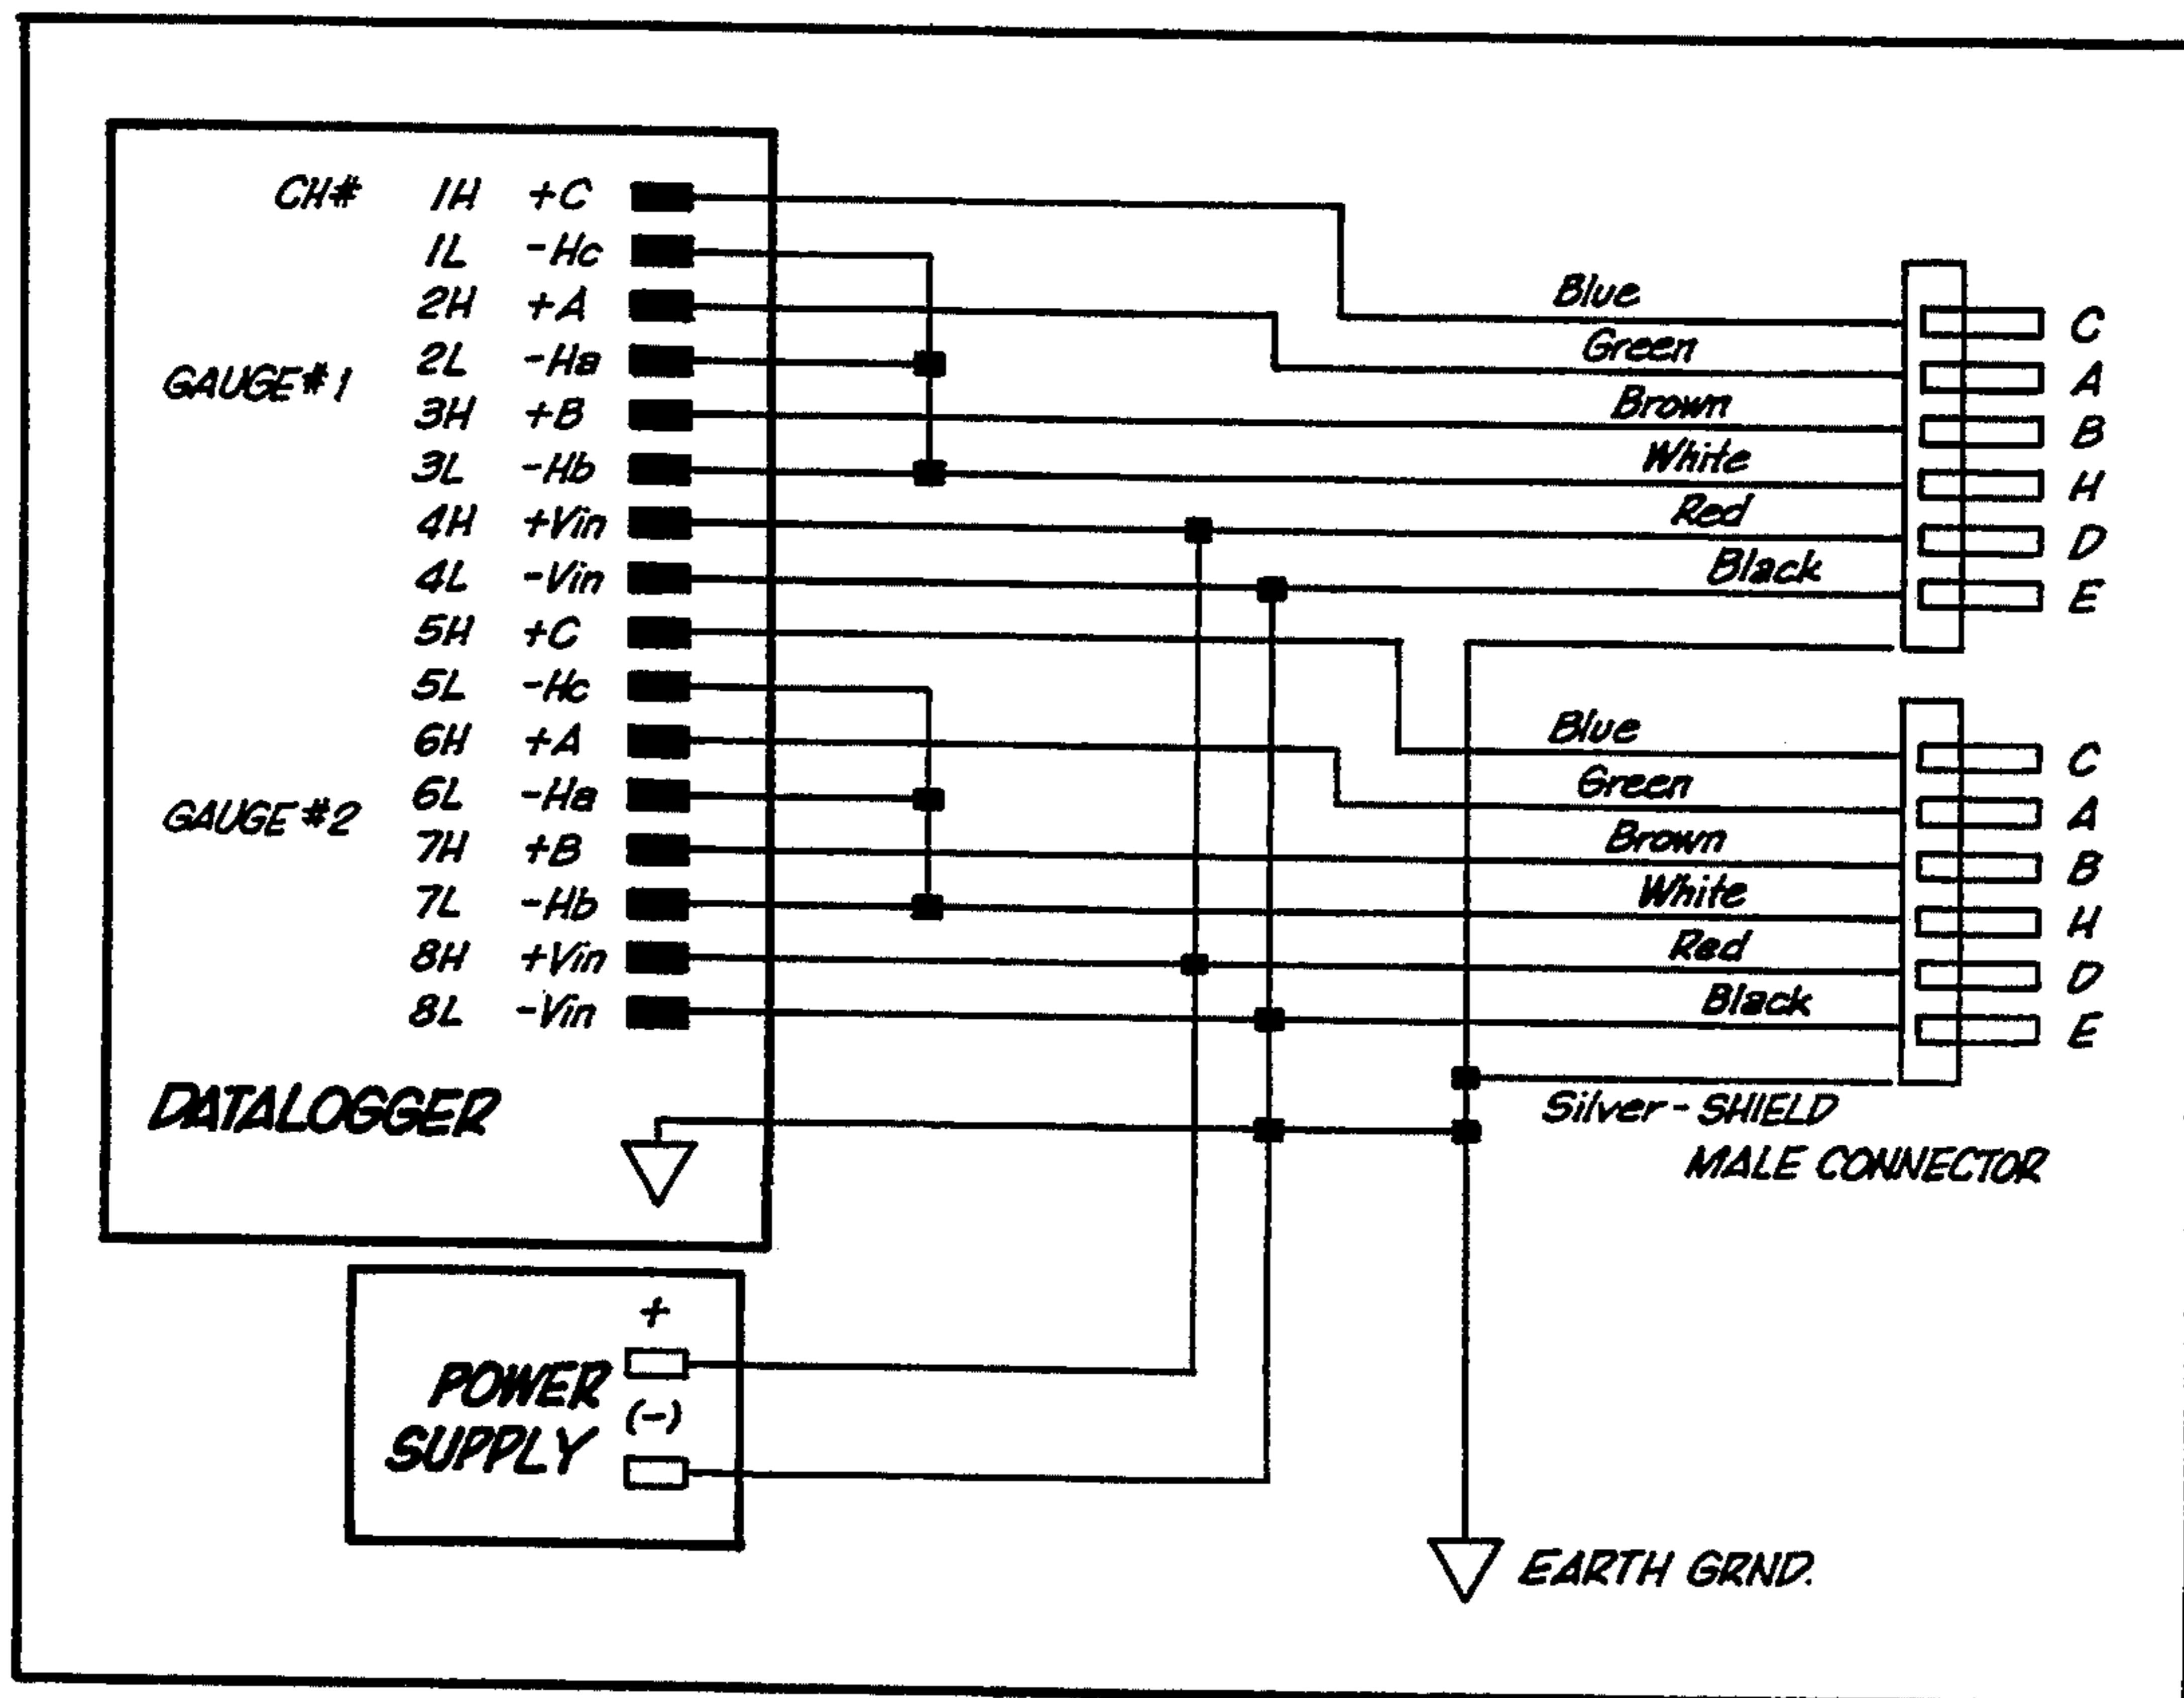 CH# 1H +C
1L -Hc
2H +A
2L -Ha
GAUGE#1
3H +B
3L -Hb
4H +Vin
4L -Vin
5H +C
5L -Hc
6H +A
6L -Ha
GAUGE#2
7H +B
7L -Hb
8H +Vin
8L -Vin
DATALOGGER
Blue C
Green A
Brown B
White H
Red D
Black E
Blue C
Green A
Brown B
White H
Red D
Black E
Silver-SHIELD
MALE CONNECTOR
+
POWER
(-)
SUPPLY
EARTH GRND.